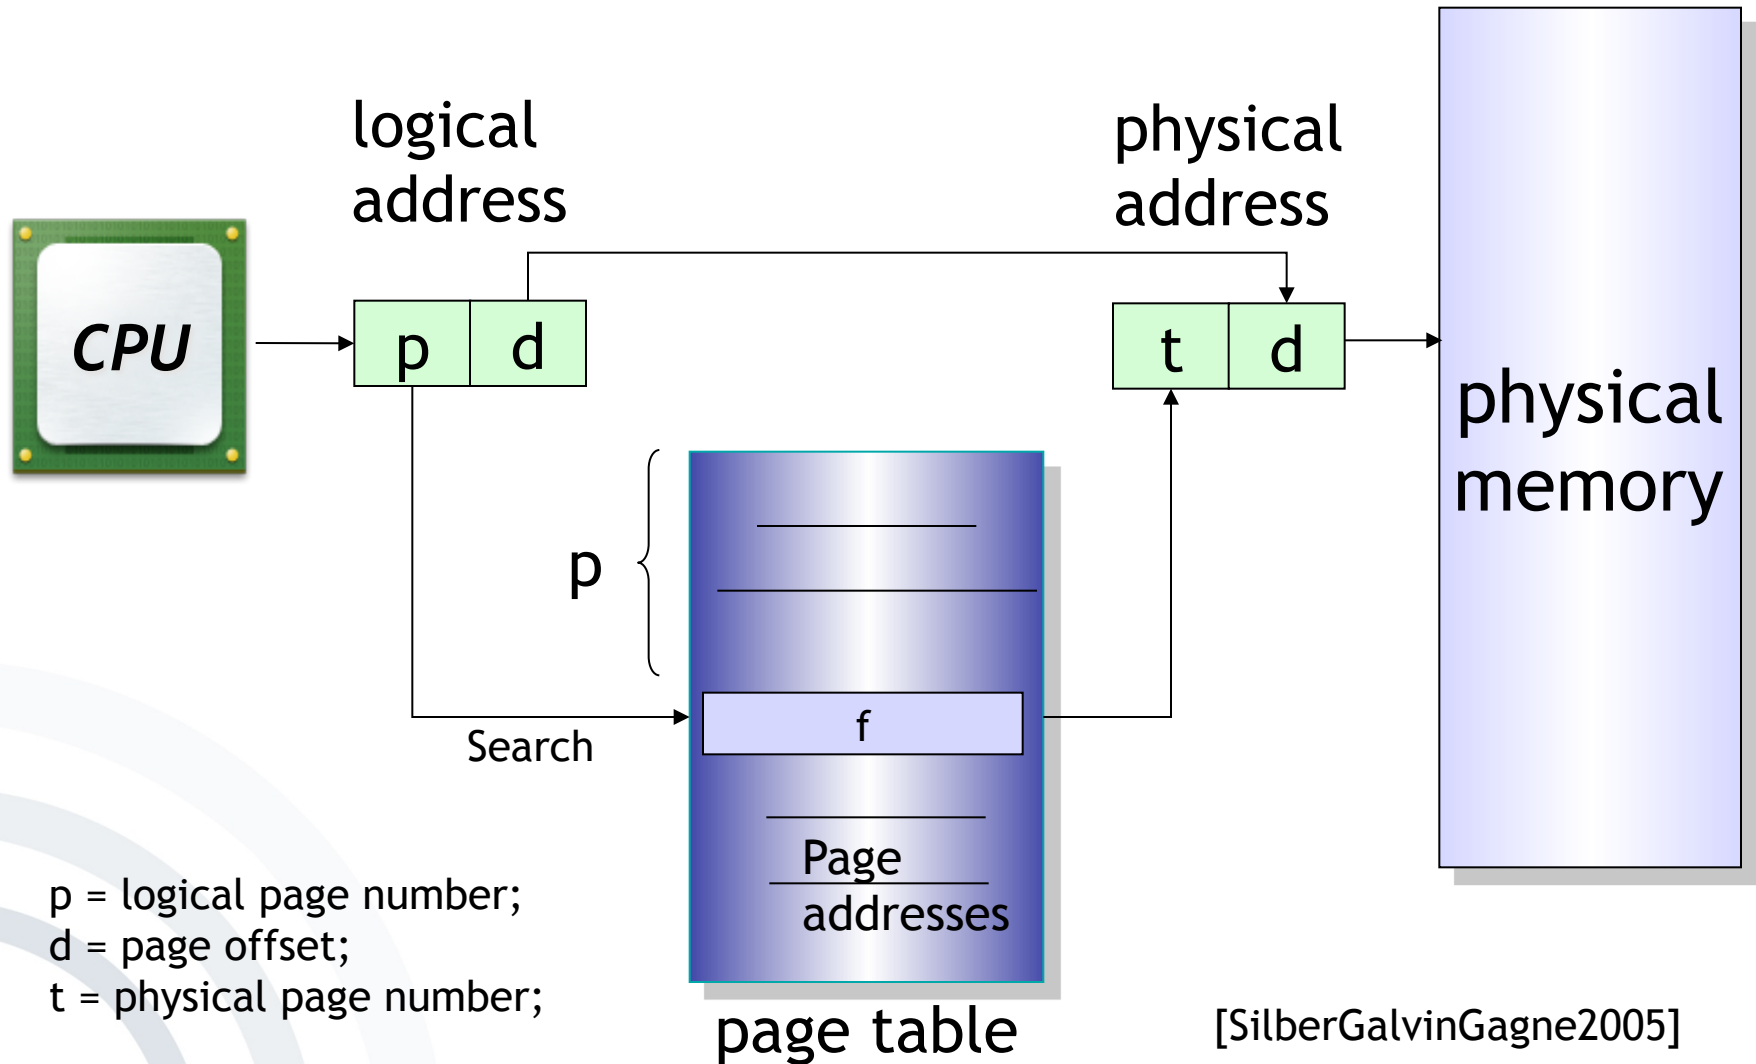 logical
address
physical
address
CPU
p
d
t
d
physical
memory
p
f
Search
Page
addresses
p = logical page number;
d = page offset;
t = physical page number;
page table
[SilberGalvinGagne2005]